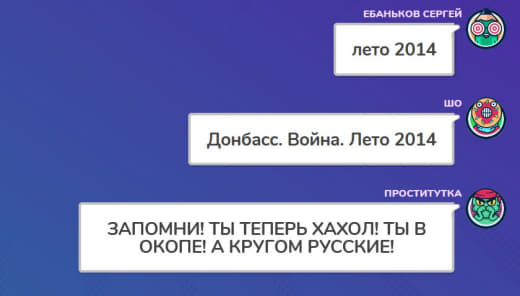 ЕБАНЬКОВ СЕРГЕЙ
лето 2014
ШО
Донбасс. Война. Лето 2014
ПРОСТИТУТКА
ЗАПОМНИ! ТЫ ТЕПЕРЬ ХАХОЛ! ТЫ В
ОКОПЕ! А КРУГОМ РУССКИЕ!